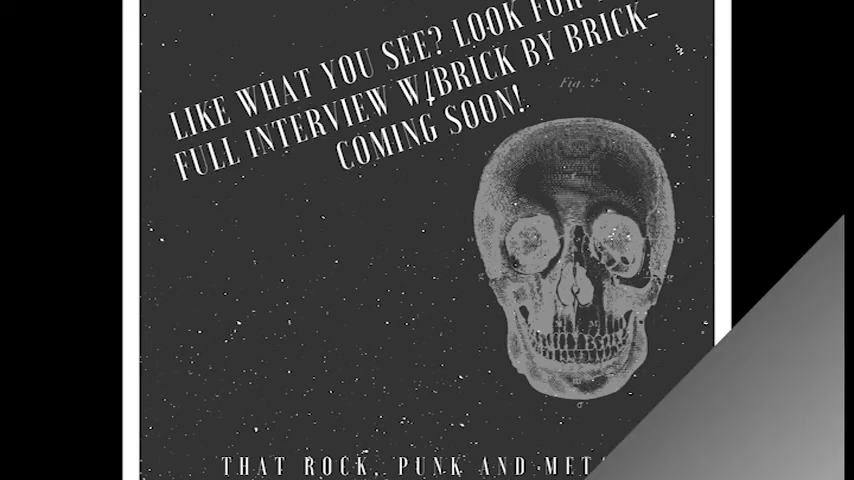 LIKE WHAT YOU SEE? LOOK FOR
FULL INTERVIEW W/BRICK BY BRICK-
COMING SOON!
Fig. 2
THAT ROCK, PUNK AND